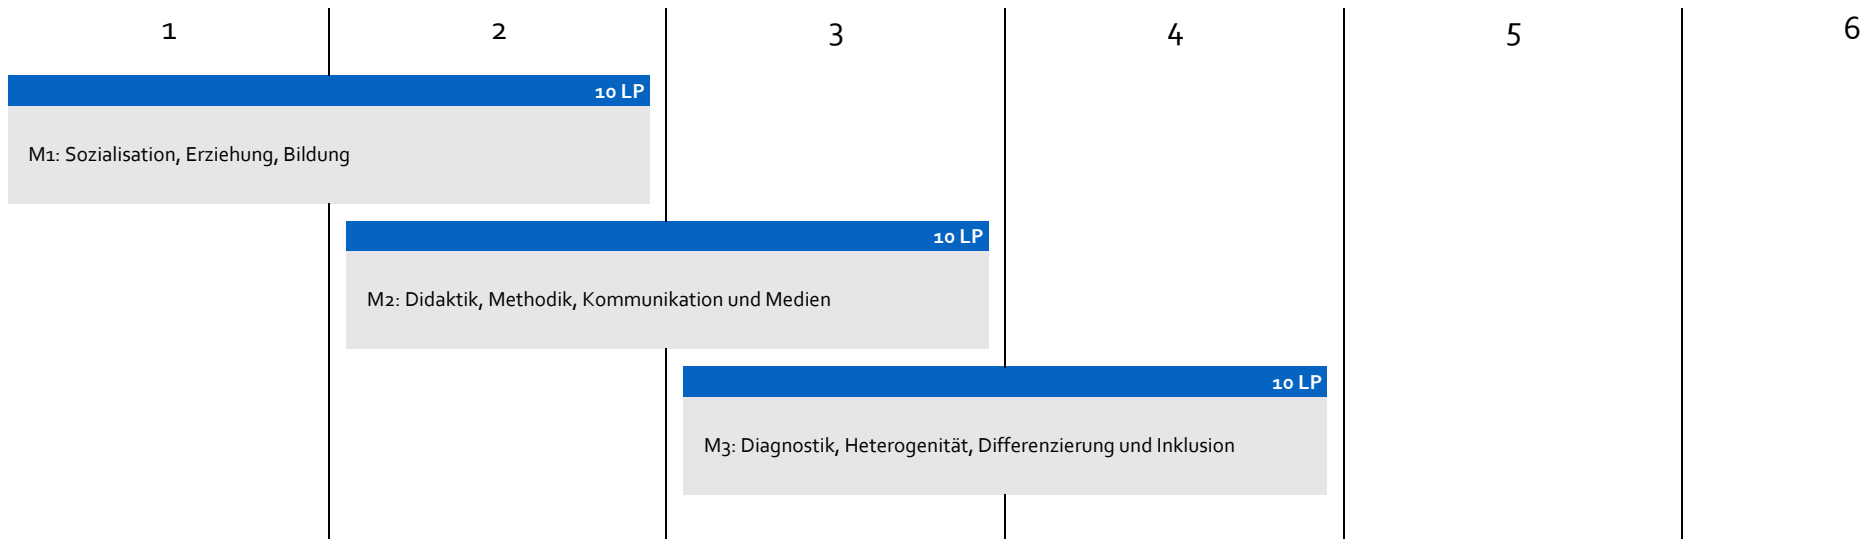 1 2 3 4 5 6
10 LP
M1: Sozialisation, Erziehung, Bildung
10 LP
M2: Didaktik, Methodik, Kommunikation und Medien
10 LP
M3: Diagnostik, Heterogenität, Differenzierung und Inklusion